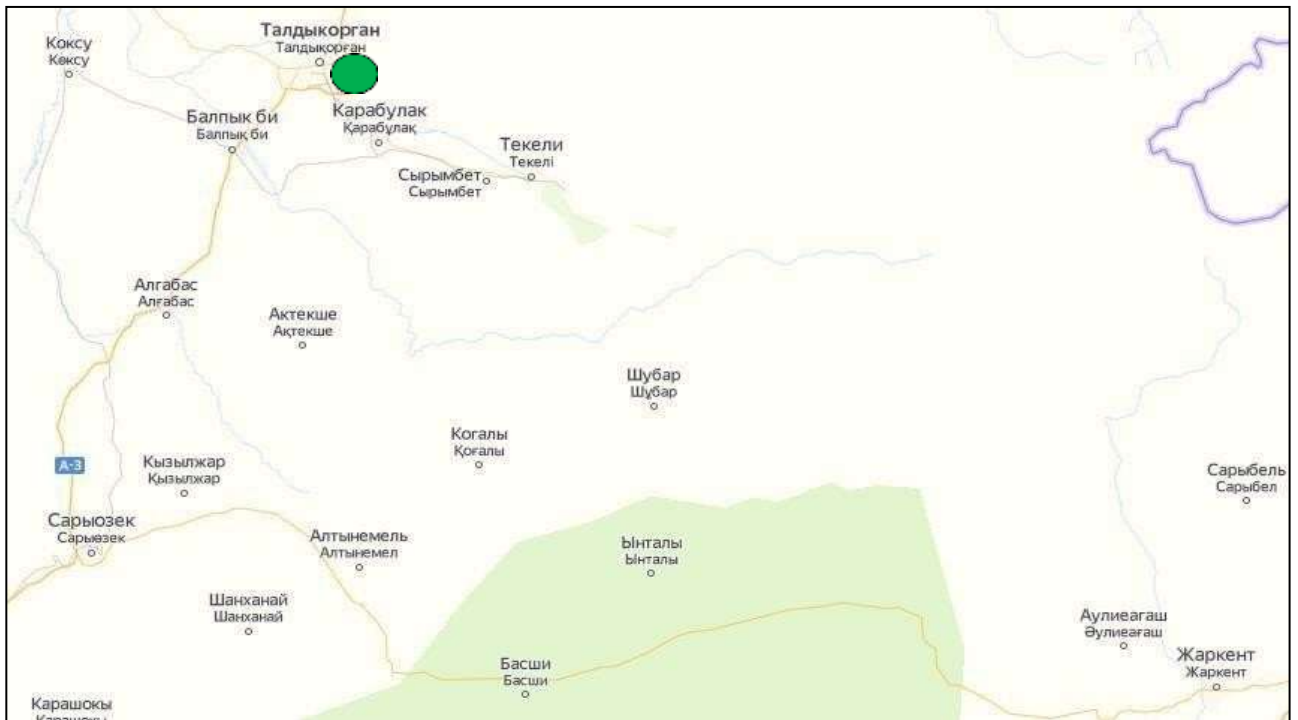 Талдыкорган
Талдықорған
Коксу
Көксу
Балпык би
Балпық би
Карабулак
Қарабұлақ
Текели
Текелі
Сырымбет
Сырымбет
Алгабас
Алғабас
Актекше
Ақтекше
Шубар
Шұбар
Когалы
Қоғалы
А-3
Кызылжар
Қызылжар
Сарыбель
Сарыбел
Сарыозек
Сарыөзек
Алтынемель
Алтынемел
Ынталы
Ынталы
Шанханай
Шанханай
Аулиеагаш
Әулиеағаш
Басши
Басши
Жаркент
Жаркент
Карашокы